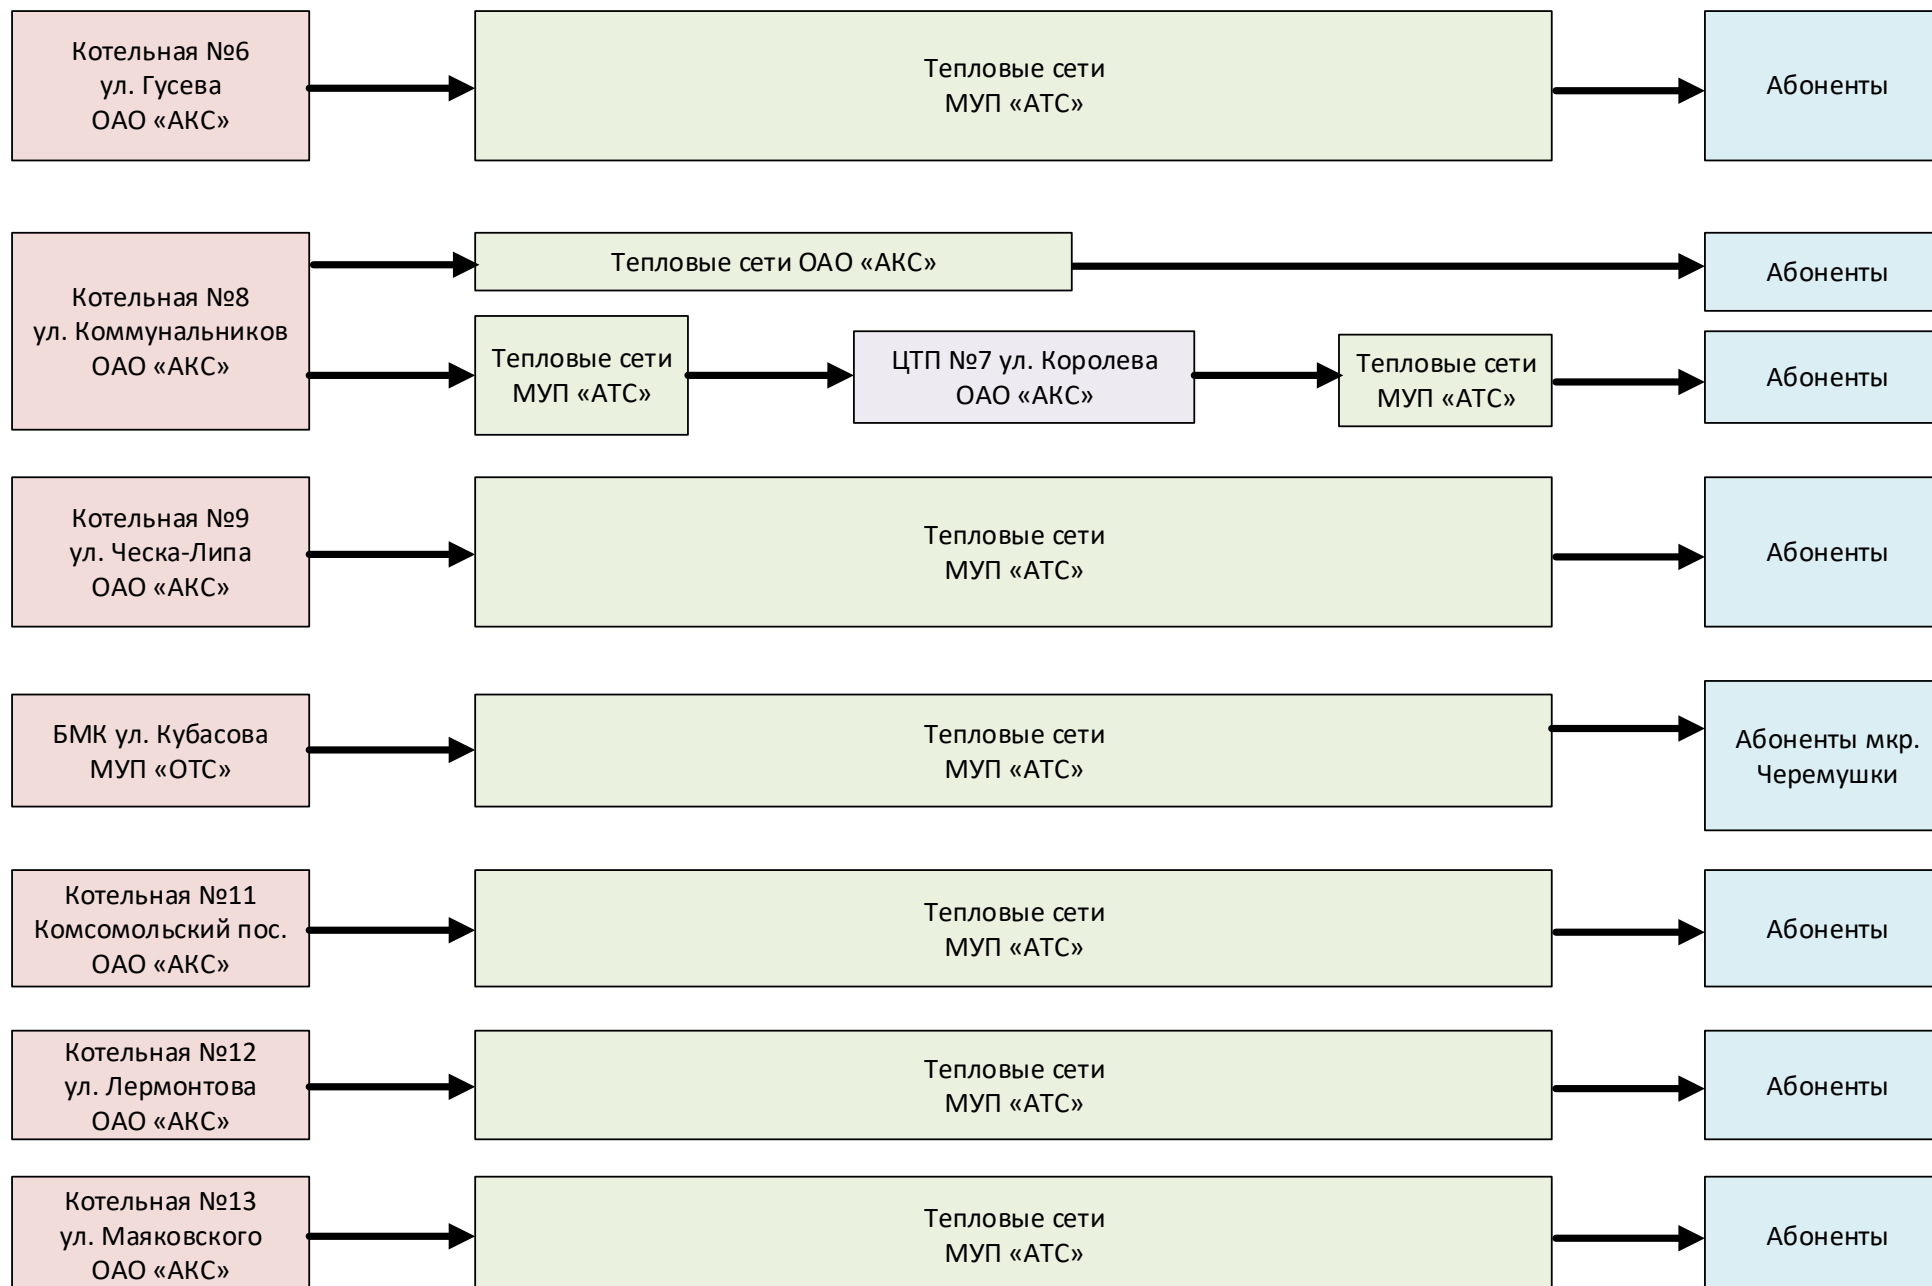 Котельная №6
ул. Гусева
ОАО «АКС»
Тепловые сети
МУП «АТС»
Абоненты
Котельная №8
ул. Коммунальников
ОАО «АКС»
Тепловые сети ОАО «АКС»
Абоненты
Тепловые сети
МУП «АТС»
ЦТП №7 ул. Королева
ОАО «АКС»
Тепловые сети
МУП «АТС»
Абоненты
Котельная №9
ул. Ческа-Липа
ОАО «АКС»
Тепловые сети
МУП «АТС»
Абоненты
БМК ул. Кубасова
МУП «ОТС»
Тепловые сети
МУП «АТС»
Абоненты мкр.
Черемушки
Котельная №11
Комсомольский пос.
ОАО «АКС»
Тепловые сети
МУП «АТС»
Абоненты
Котельная №12
ул. Лермонтова
ОАО «АКС»
Тепловые сети
МУП «АТС»
Абоненты
Котельная №13
ул. Маяковского
ОАО «АКС»
Тепловые сети
МУП «АТС»
Абоненты